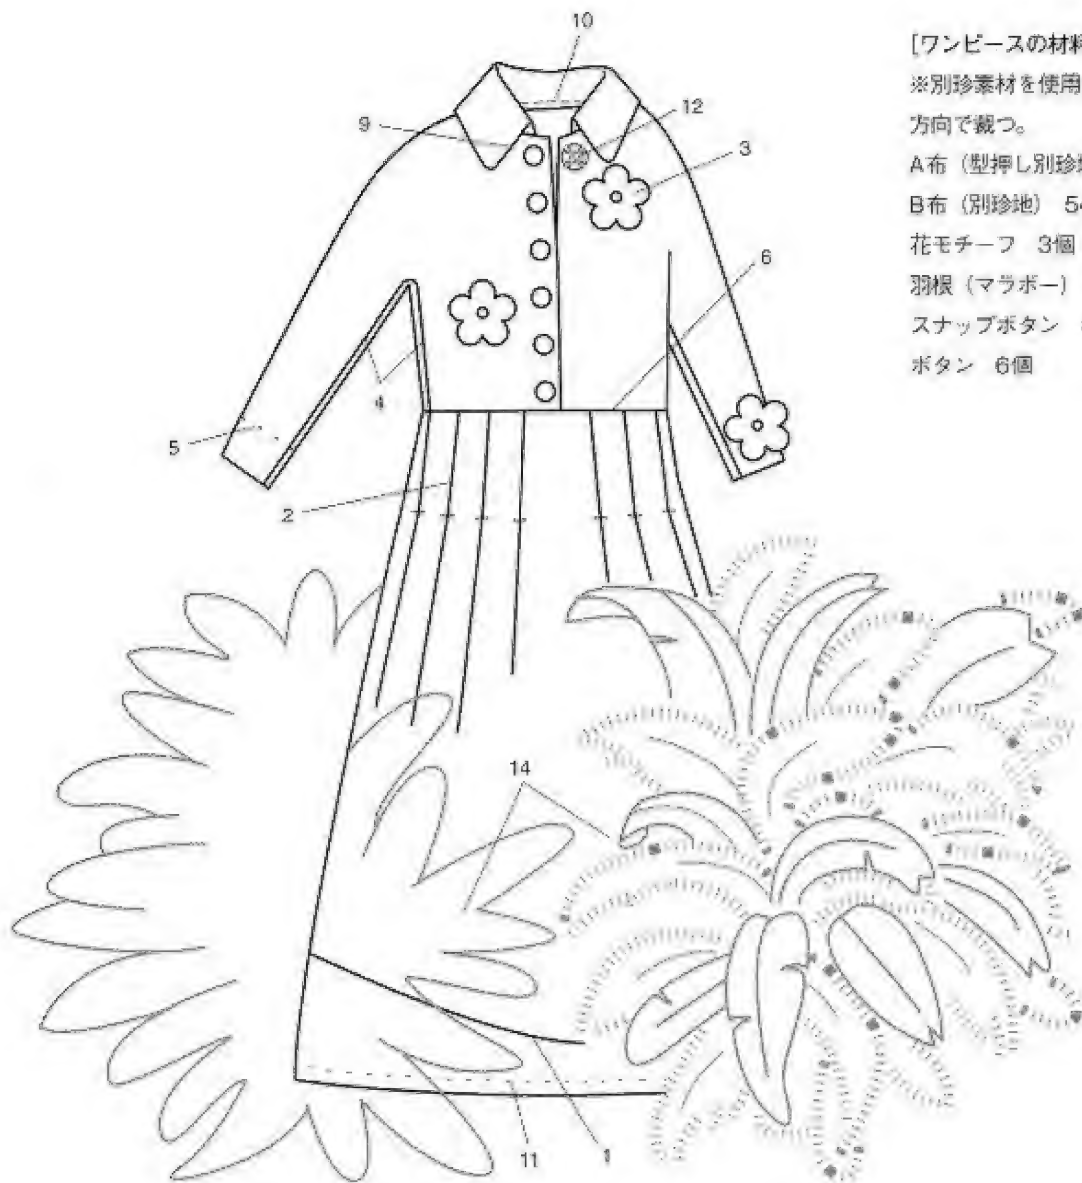 10
[ワンピースの材料
※別珍素材を使用
12
方向で裁つ。
9
3
A布（型押し別珍地
B布（別珍地） 54
花モチーフ 3個
6
羽根（マラボー）
スナップボタン
ボタン 6個
4
5
2
14
11
1